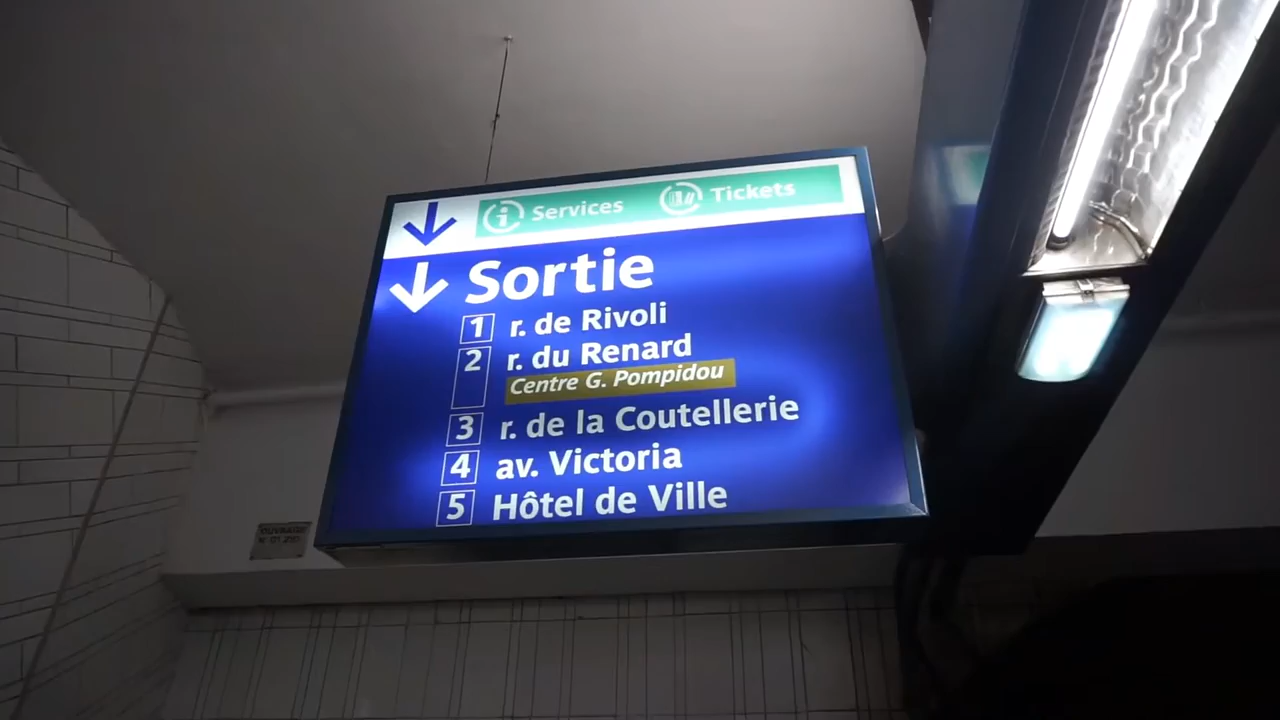 Services Tickets
Sortie
1 r. de Rivoli
2 r. du Renard
Centre G. Pompidou
3 r. de la Coutellerie
4 av. Victoria
5 Hôtel de Ville